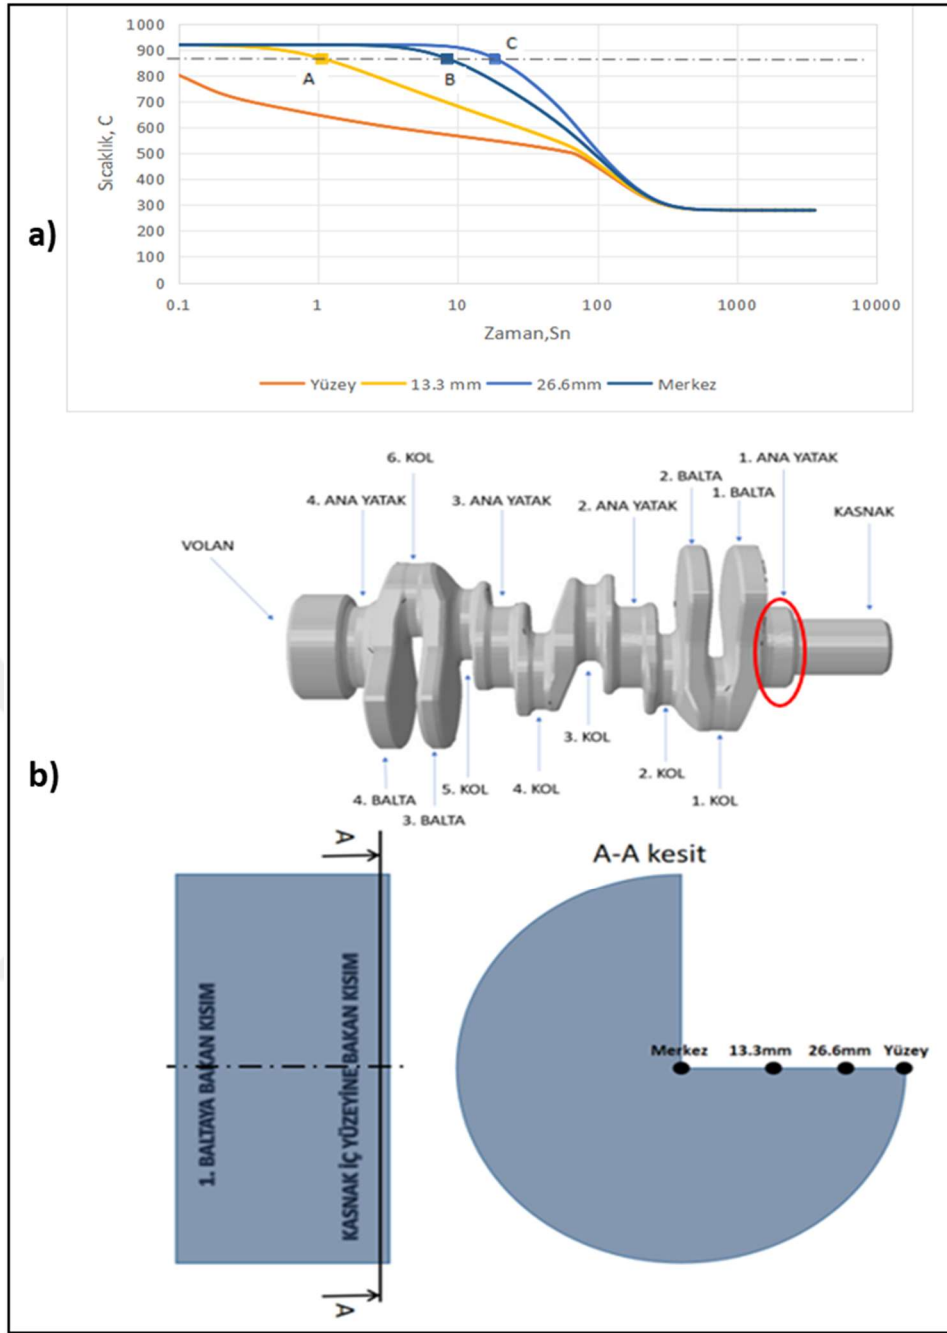 a)
1000
900
800
700
600
500
400
300
200
100
0
Sıcaklık, C
A
B
C
0.1 1 10 100 1000 10000
Zaman,Sn
Yüzey 13.3 mm 26.6mm Merkez
b)
6. KOL
1. ANA YATAK
2. BALTA
4. ANA YATAK
3. ANA YATAK
2. ANA YATAK
1. BALTA
KASNAK
VOLAN
3. KOL
2. KOL
5. KOL
4. KOL
1. KOL
4. BALTA
3. BALTA
A
A-A kesit
1. BALTAYA BAKAN KISIM
KASNAK İÇ YÜZEYİNE BAKAN KISIM
Merkez 13.3mm 26.6mm Yüzey
A